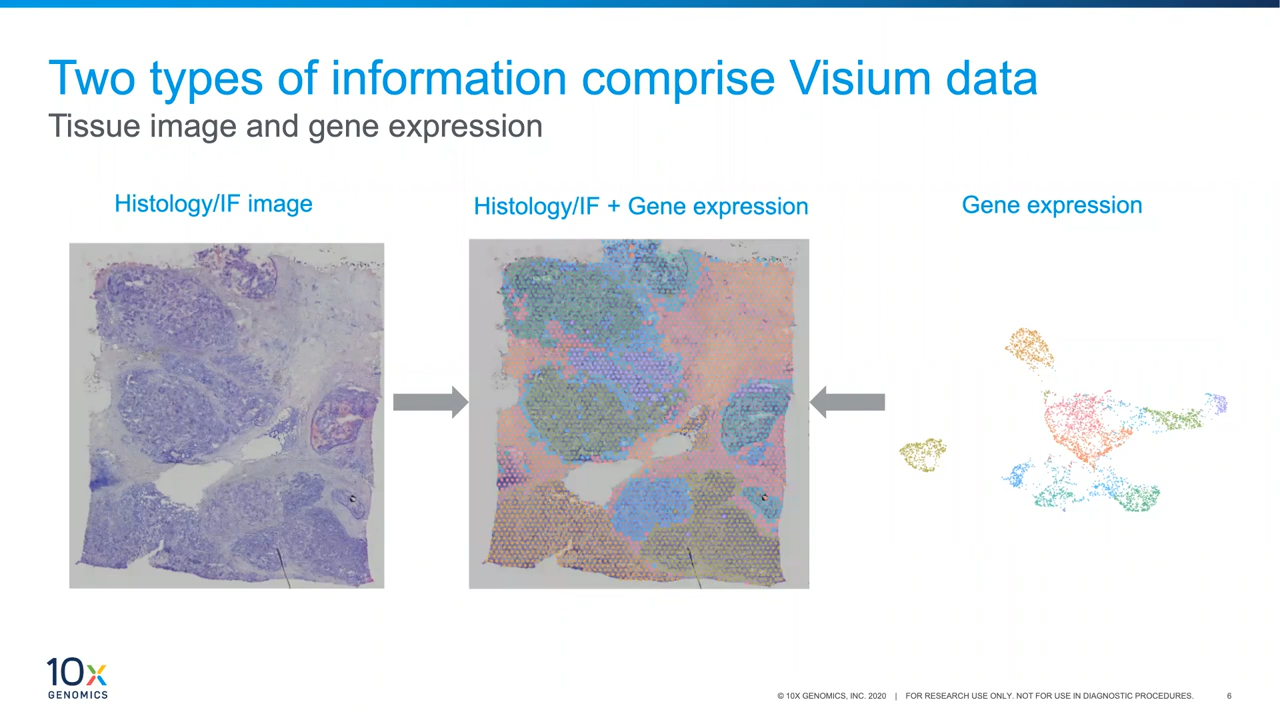 Two types of information comprise Visium data
Tissue image and gene expression
Histology/IF image
Histology/IF + Gene expression
Gene expression
10x
GENOMICS
© 10X GENOMICS, INC. 2020 | FOR RESEARCH USE ONLY. NOT FOR USE IN DIAGNOSTIC PROCEDURES. 6